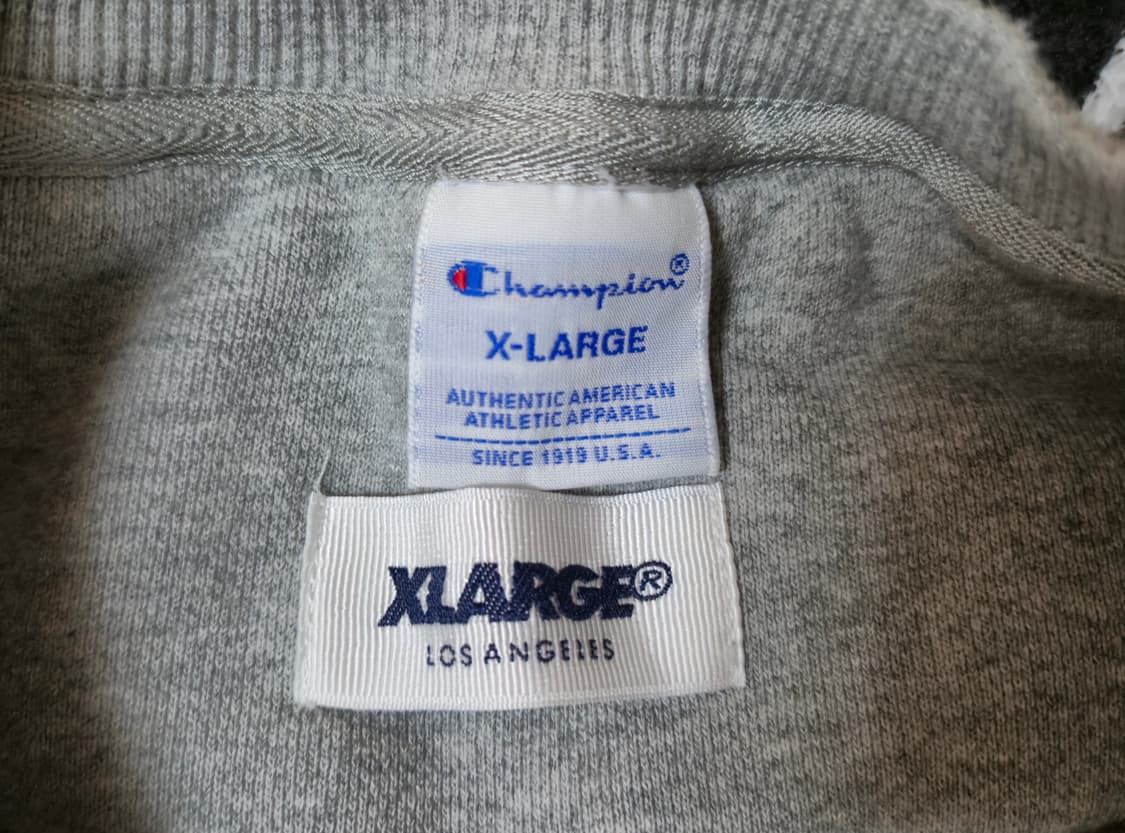 Champion®
X-LARGE
AUTHENTIC AMERICAN
ATHLETIC APPAREL
SINCE 1919 U.S.A.
XLARGE®
LOS ANGELES